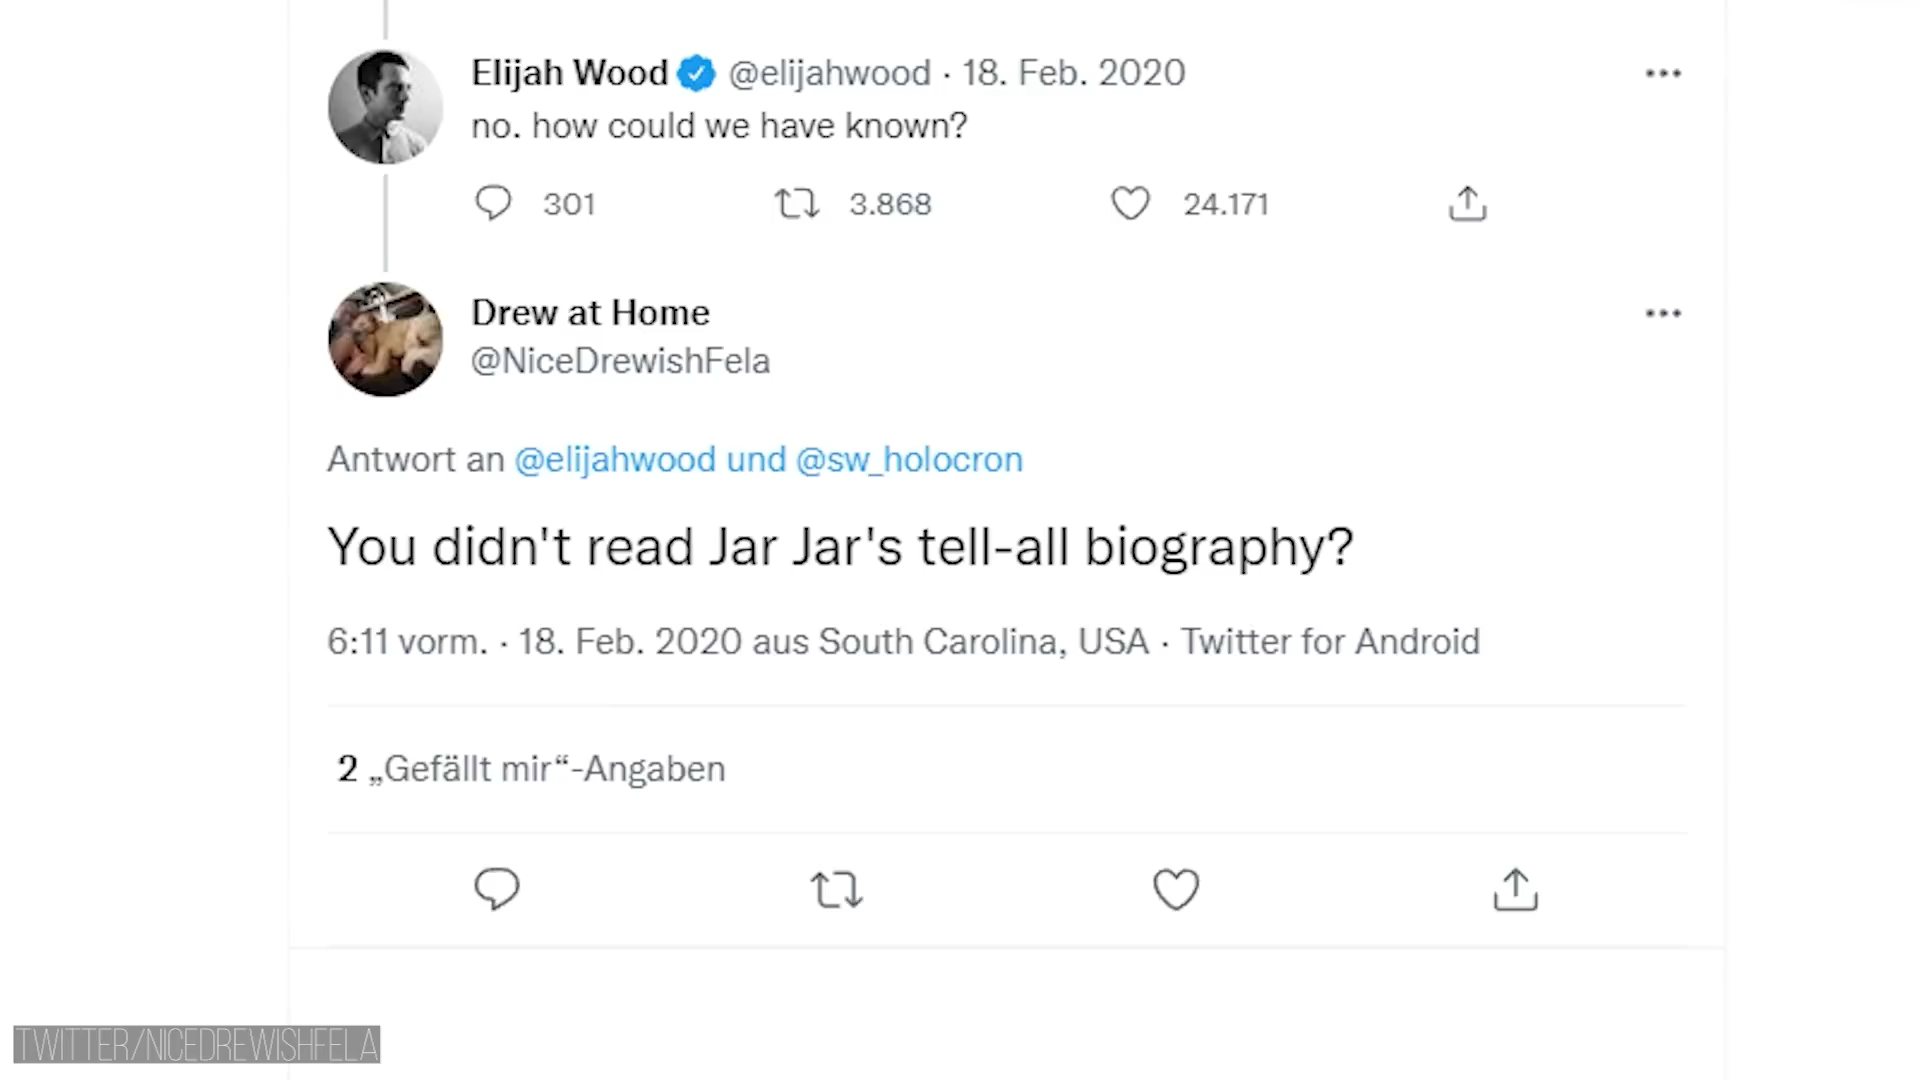 Elijah Wood @elijahwood · 18. Feb. 2020
no. how could we have known?
301 3.868 24.171
Drew at Home
@NiceDrewishFela
Antwort an @elijahwood und @sw_holocron
You didn't read Jar Jar's tell-all biography?
6:11 vorm. · 18. Feb. 2020 aus South Carolina, USA · Twitter for Android
2 „Gefällt mir“-Angaben
TWITTER/NICEDREWISHFELA